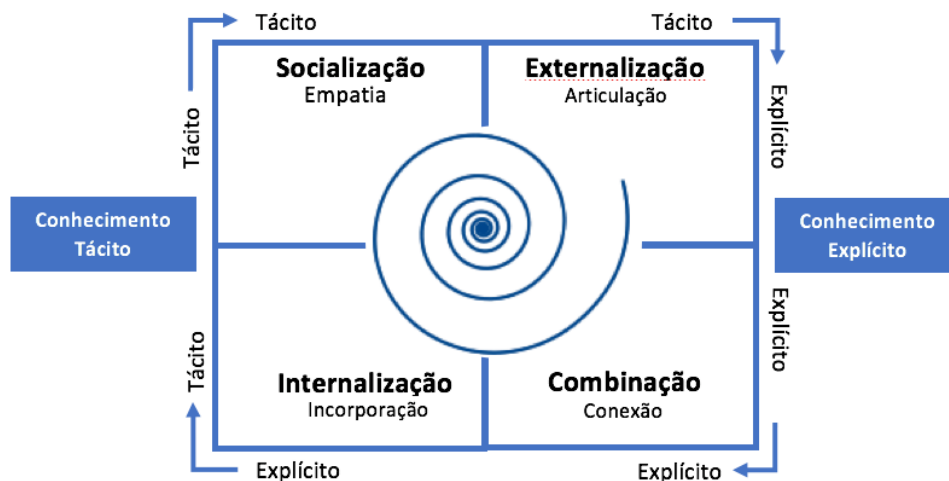 Tácito
Tácito
Socialização
Empatia
Externalização
Articulação
Tácito
Explícito
Conhecimento
Tácito
Conhecimento
Explícito
Tácito
Explícito
Internalização
Incorporação
Combinação
Conexão
Explícito
Explícito